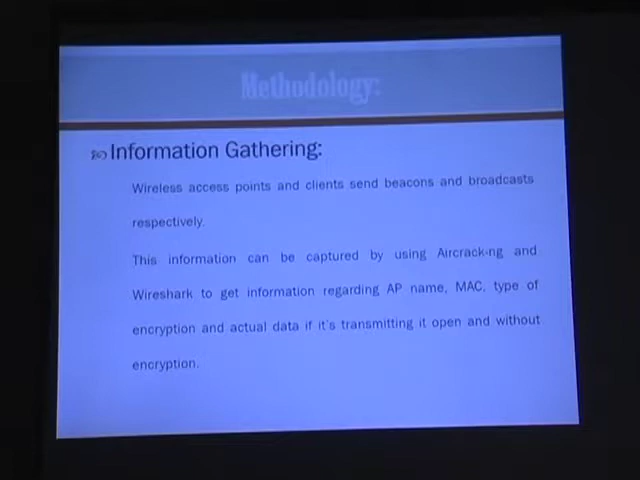 Methodology:
Information Gathering:
Wireless access points and clients send beacons and broadcasts
respectively.
This information can be captured by using Aircrack-ng and
Wireshark to get information regarding AP name, MAC, type of
encryption and actual data if it's transmitting it open and without
encryption.